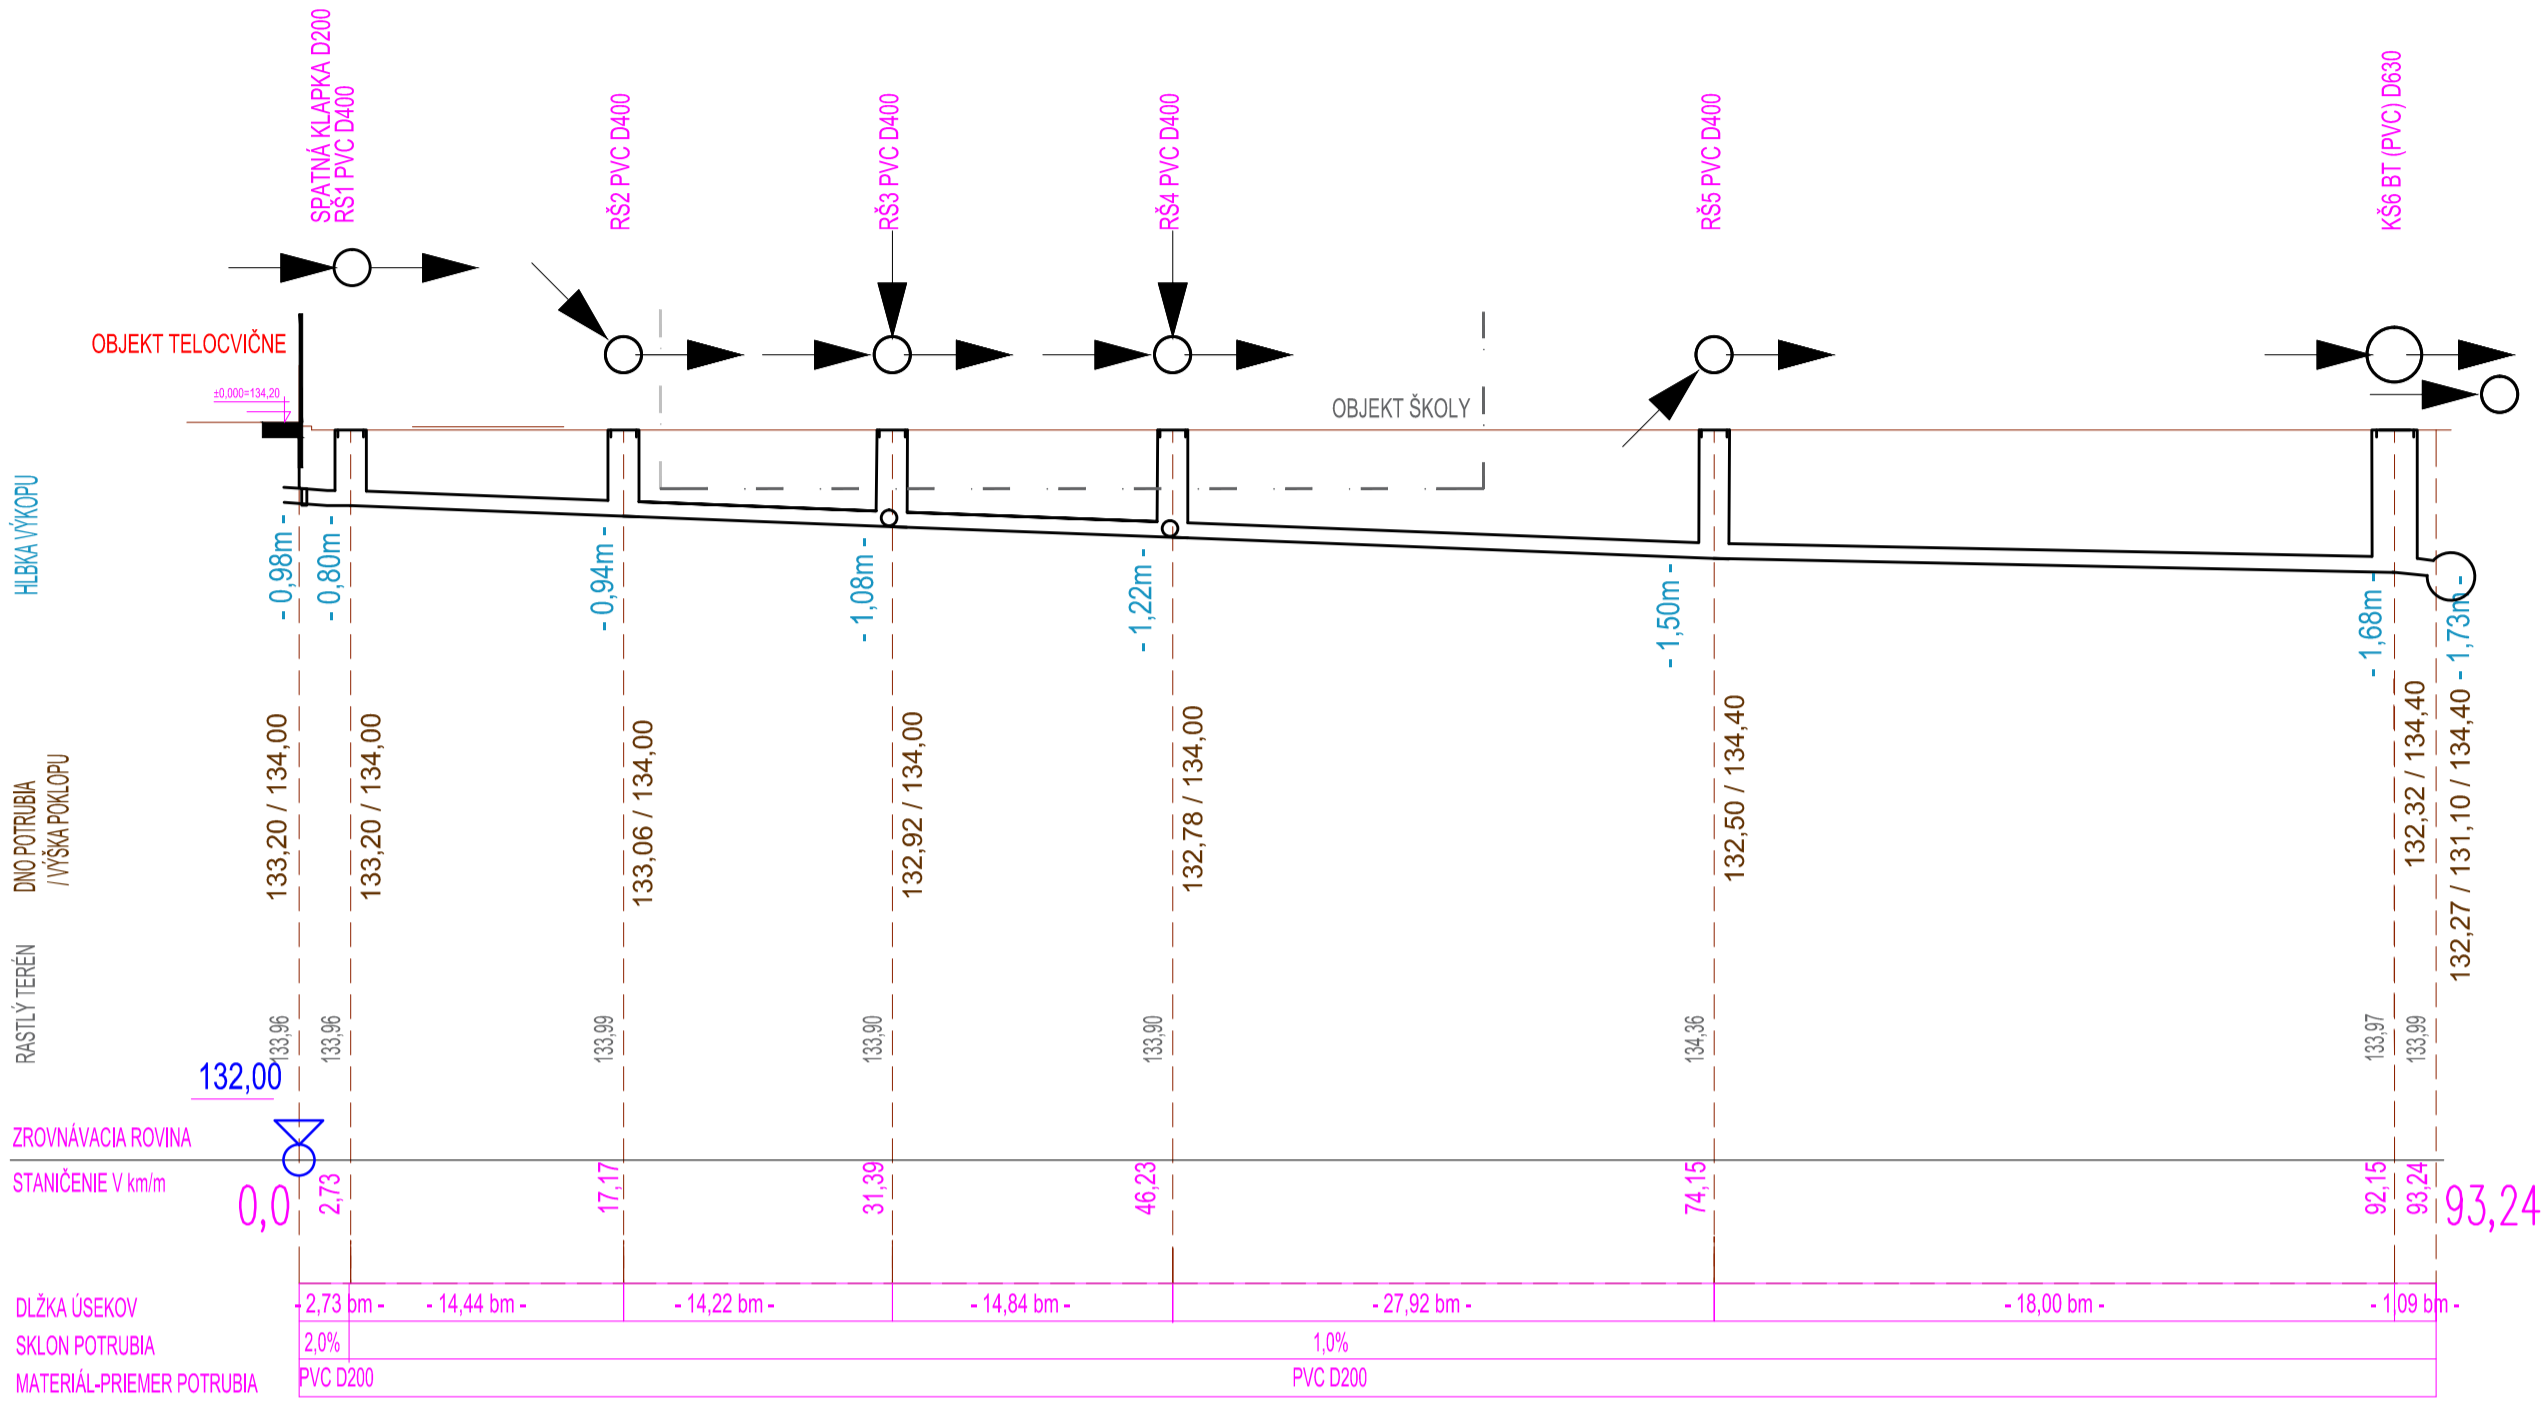 SPATNÁ KLAPKA D200
RŠ1 PVC D400
RŠ2 PVC D400
RŠ3 PVC D400
RŠ4 PVC D400
RŠ5 PVC D400
KŠ6 BT (PVC) D630
OBJEKT TELOCVIČNE
±0,000=134,20
OBJEKT ŠKOLY
HLBKA VÝKOPU
- 0,98m -
- 0,80m -
- 0,94m -
- 1,08m -
- 1,22m -
- 1,50m -
- 1,68m -
- 1,73m -
DNO POTRUBIA
/ VÝŠKA POKLOPU
133,20 / 134,00
133,20 / 134,00
133,06 / 134,00
132,92 / 134,00
132,78 / 134,00
132,50 / 134,40
132,32 / 134,40
132,27 / 131,10 / 134,40
RASTLÝ TERÉN
133,96
133,96
133,99
133,90
133,90
134,36
133,97
133,99
132,00
ZROVNÁVACIA ROVINA
STANIČENIE V km/m
0,0
2,73
17,17
31,39
46,23
74,15
92,15
93,24
93,24
DLŽKA ÚSEKOV
- 2,73 bm -
- 14,44 bm -
- 14,22 bm -
- 14,84 bm -
- 27,92 bm -
- 18,00 bm -
- 1,09 bm -
SKLON POTRUBIA
2,0%
1,0%
MATERIÁL-PRIEMER POTRUBIA
PVC D200
PVC D200